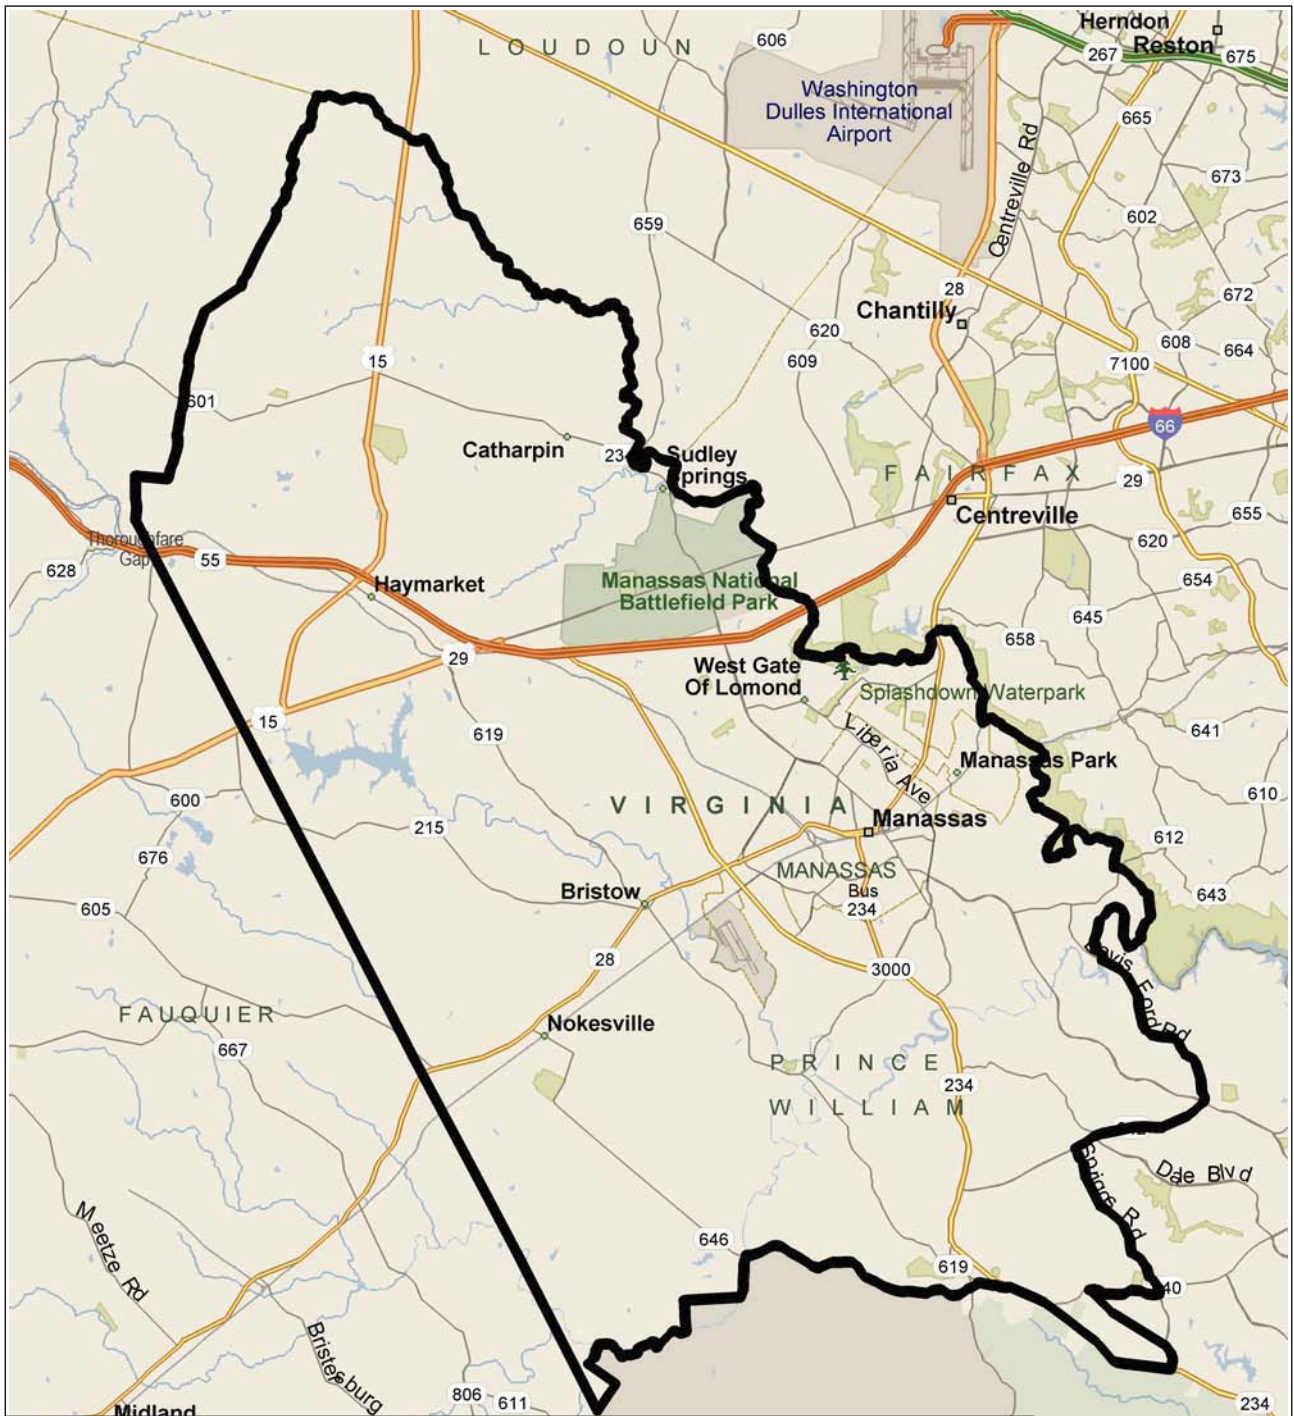 Herndon
LOUDOUN
606
Reston
267
675
Washington
Dulles International
Airport
665
Centreville Rd
673
602
659
28
672
Chantilly
620
608
664
15
609
7100
601
66
Catharpin
23
Sudley
Springs
FAIRFAX
29
Centreville
655
Thoroughfare
Gap
55
620
628
Haymarket
Manassas National
Battlefield Park
654
645
658
29
West Gate
Of Lomond
Splashdown Waterpark
15
619
Liberia Ave
641
Manassas Park
600
VIRGINIA
610
215
Manassas
612
676
MANASSAS
Bus
234
Bristow
643
605
28
3000
Davis Ford Rd
FAUQUIER
Nokesville
667
PRINCE
WILLIAM
234
Spriggs Rd
Dale Blvd
Meetze Rd
646
619
40
Bristersburg
806
611
234
Midland